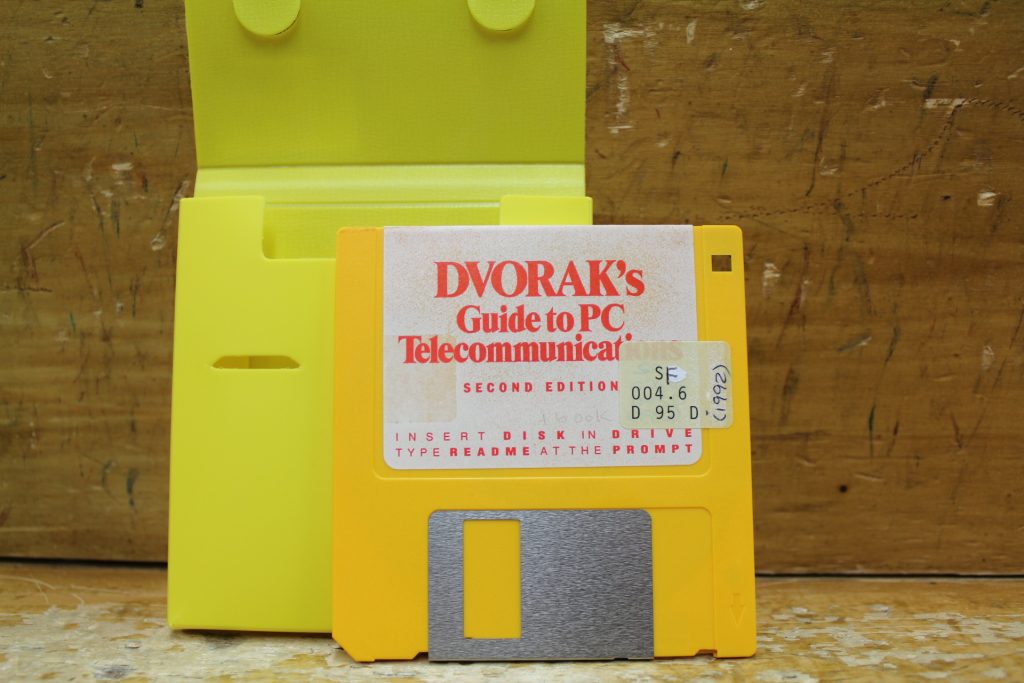 DVORAK's
Guide to PC
Telecommunications
SECOND EDITION
SF
004.6
D 95 D
(1992)
INSERT DISK IN DRIVE
TYPE README AT THE PROMPT